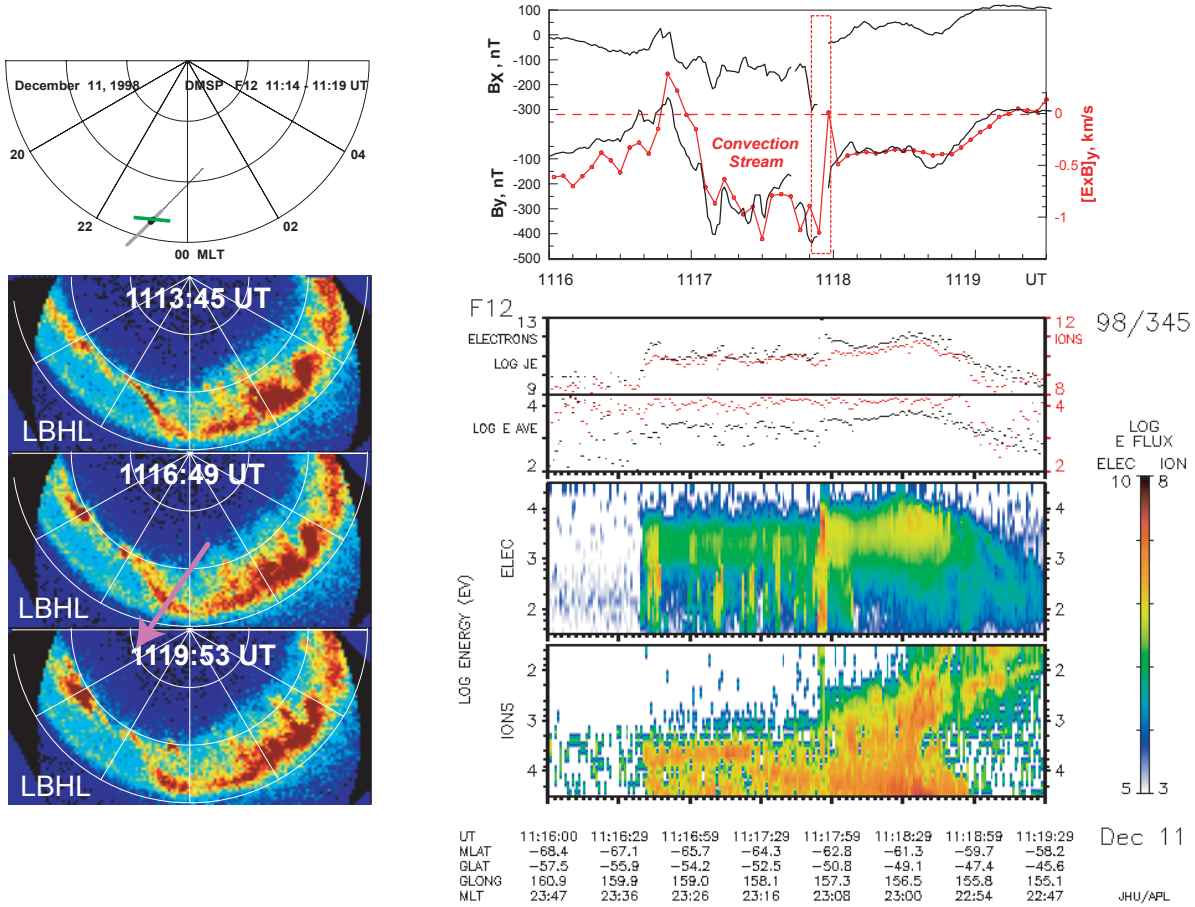 December 11, 1998 DMSP F12 11:14 - 11:19 UT
20
04
22
02
00 MLT
1113:45 UT
LBHL
1116:49 UT
LBHL
1119:53 UT
LBHL
100
0
-100
-200
-300
Bx, nT
-100
-200
-300
-400
-500
By, nT
Convection
Stream
0
-0.5
-1
[ExB]y, km/s
1116
1117
1118
1119
UT
F12
98/345
13
ELECTRONS
LOG JE
9
12
IONS
8
4
LOG E AVE
2
4
2
LOG ENERGY (EV)
ELEC
4
3
2
IONS
2
3
4
4
3
2
2
3
4
LOG
E FLUX
ELEC ION
10 8
5 3
UT 11:16:00 11:16:29 11:16:59 11:17:29 11:17:59 11:18:29 11:18:59 11:19:29
MLAT -68.4 -67.1 -65.7 -64.3 -62.8 -61.3 -59.7 -58.2
GLAT -57.5 -55.9 -54.2 -52.5 -50.8 -49.1 -47.4 -45.6
GLONG 160.9 159.9 159.0 158.1 157.3 156.5 155.8 155.1
MLT 23:47 23:36 23:26 23:16 23:08 23:00 22:54 22:47
Dec 11
JHU/APL